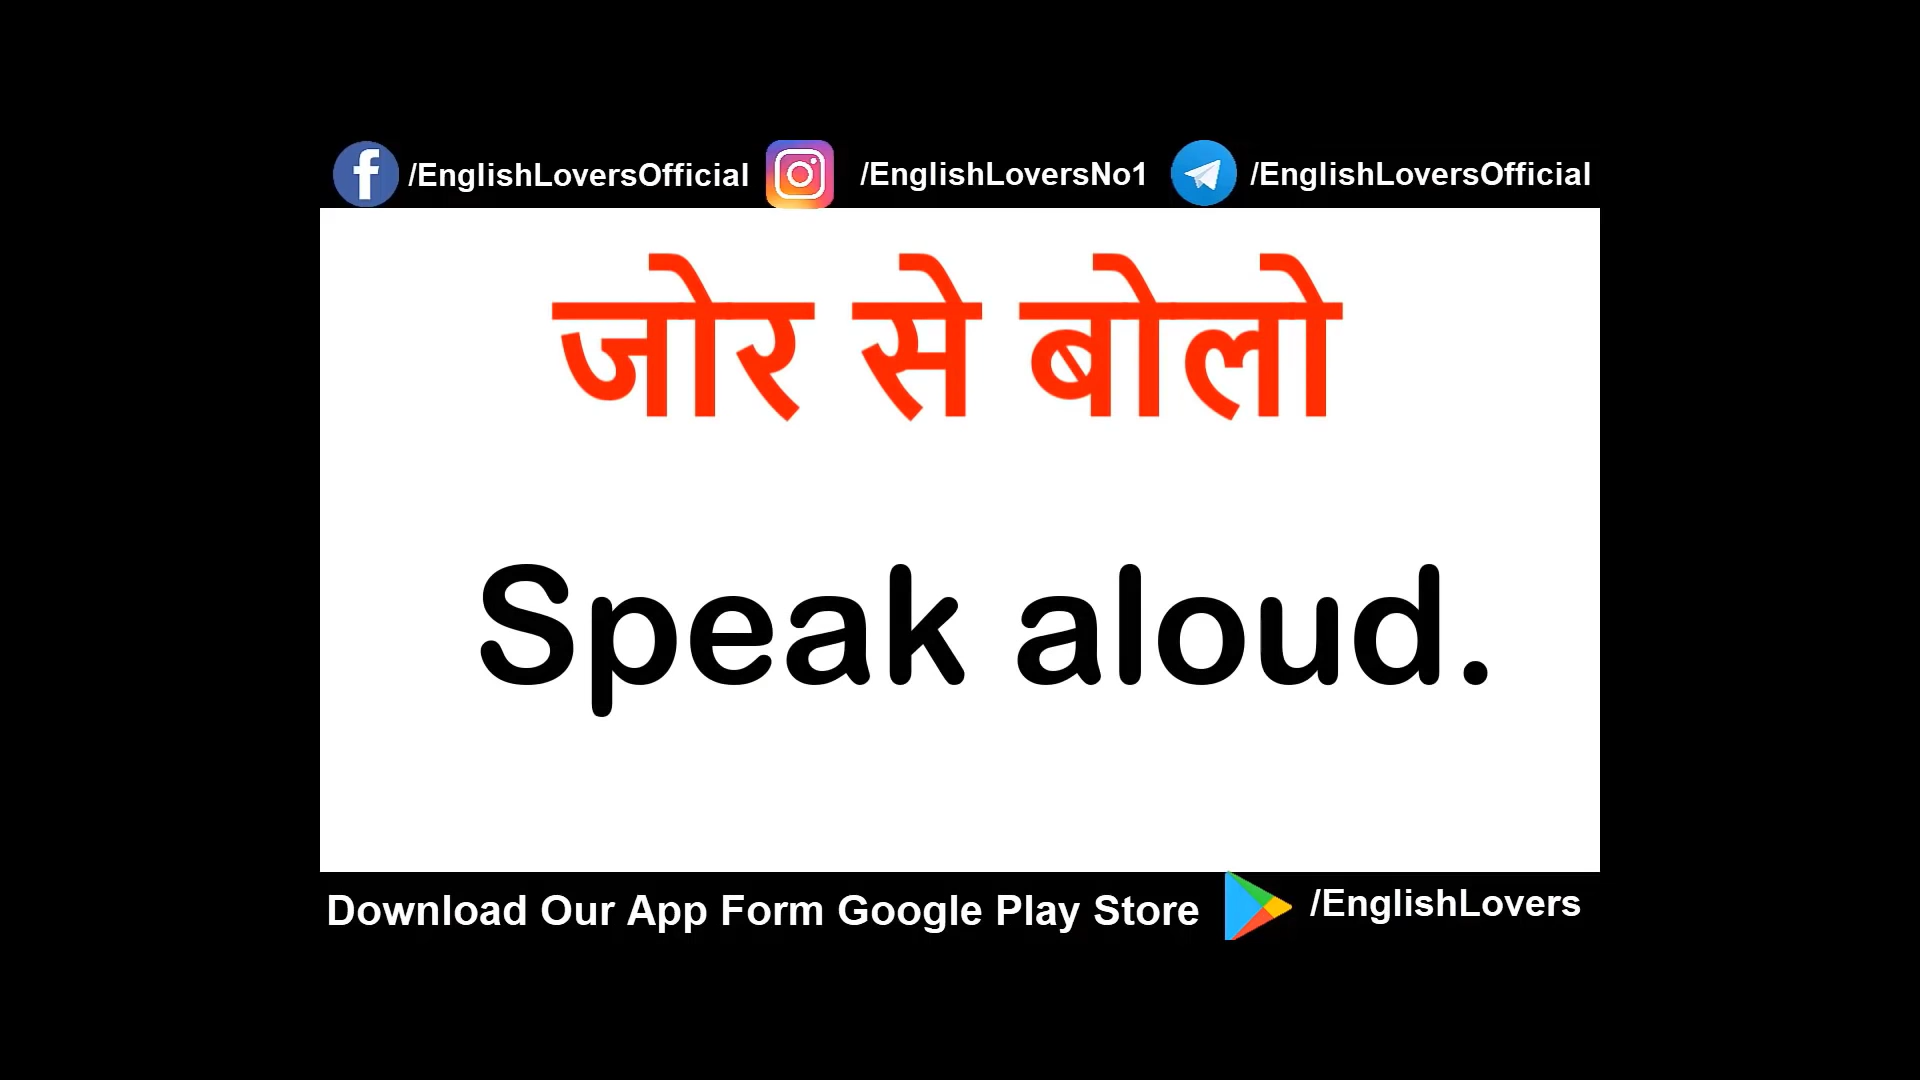 /EnglishLoversOfficial /EnglishLoversNo1 /EnglishLoversOfficial
जोर से बोलो
Speak aloud.
Download Our App Form Google Play Store /EnglishLovers